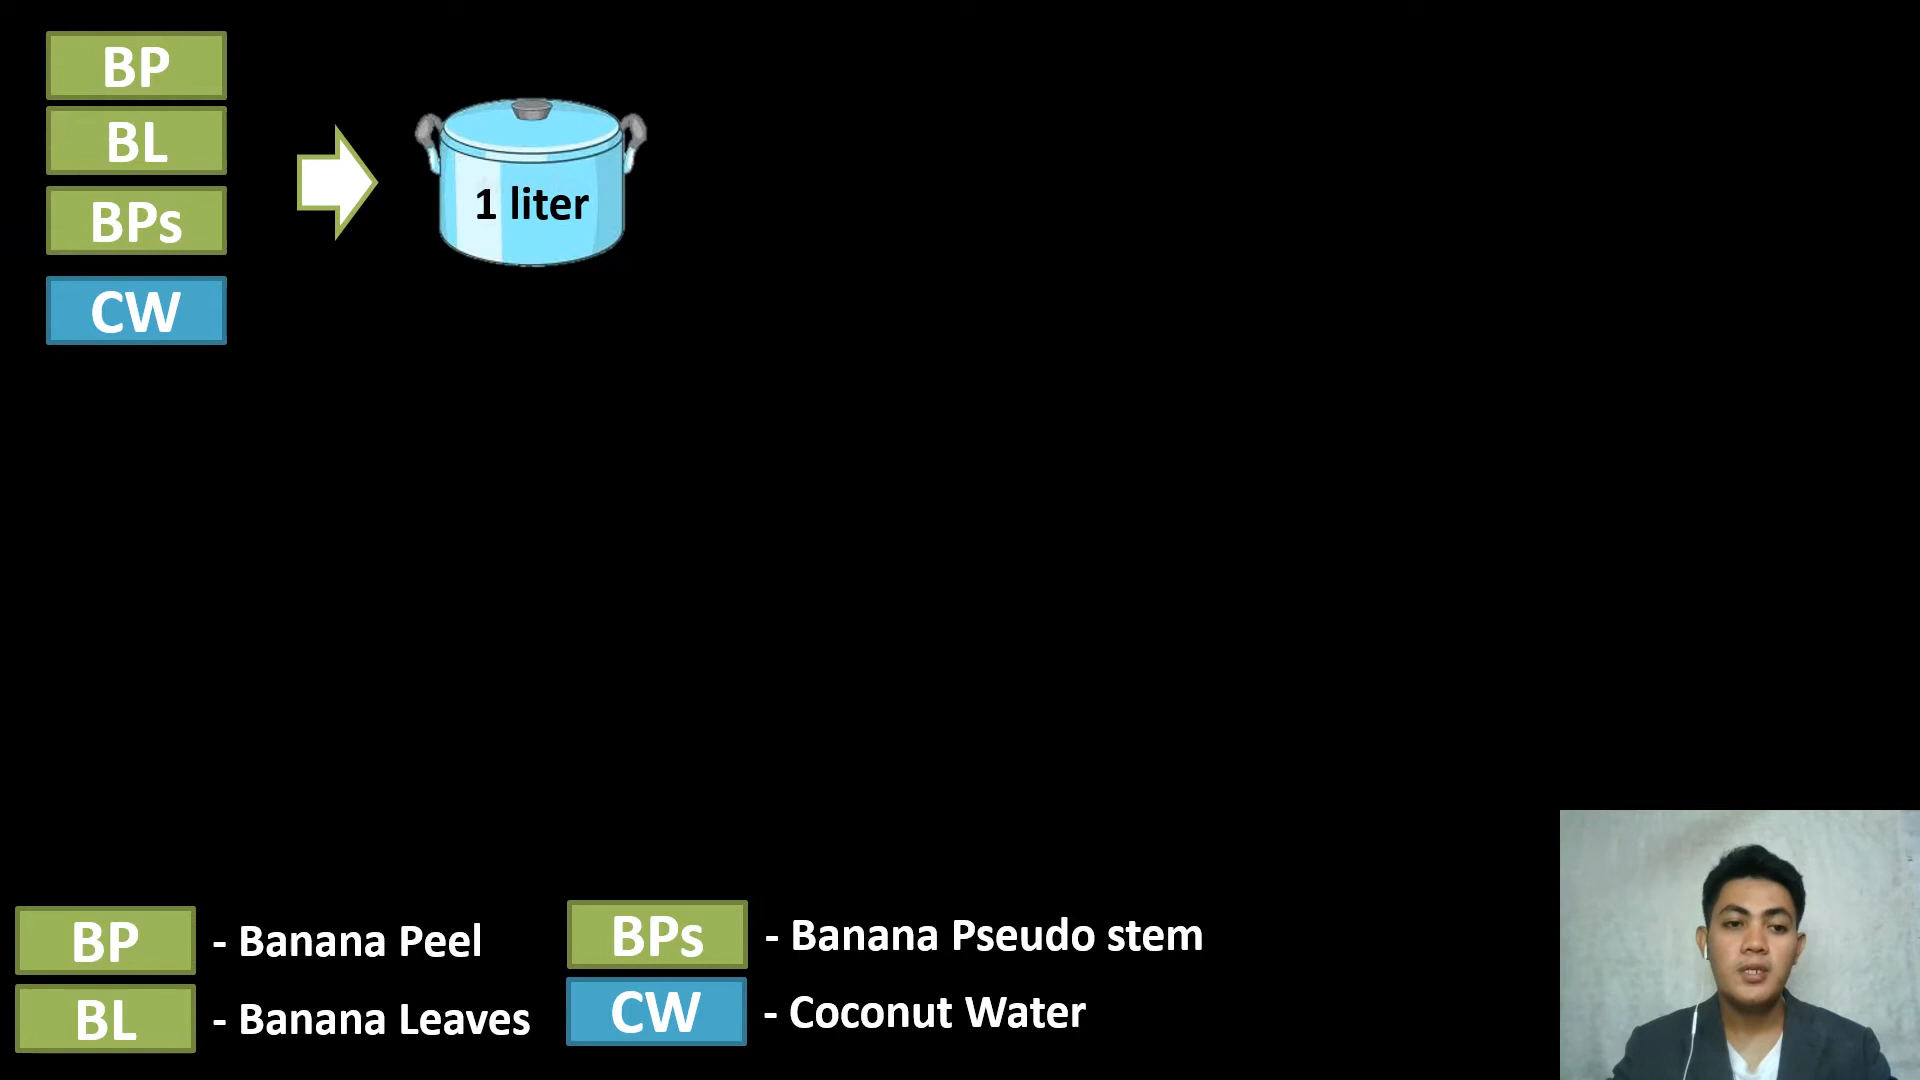 BP
BL
BPs
CW
1 liter
BP - Banana Peel
BL - Banana Leaves
BPs - Banana Pseudo stem
CW - Coconut Water